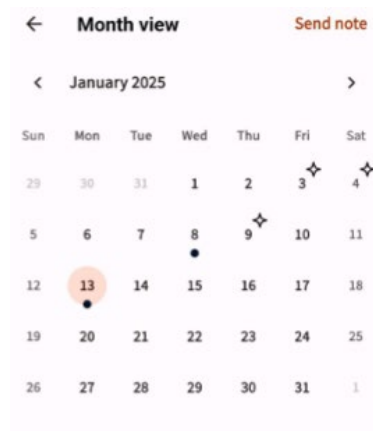 Month view Send note
January 2025
Sun Mon Tue Wed Thu Fri Sat
29 30 31 1 2 3 4
5 6 7 8 9 10 11
12 13 14 15 16 17 18
19 20 21 22 23 24 25
26 27 28 29 30 31 1